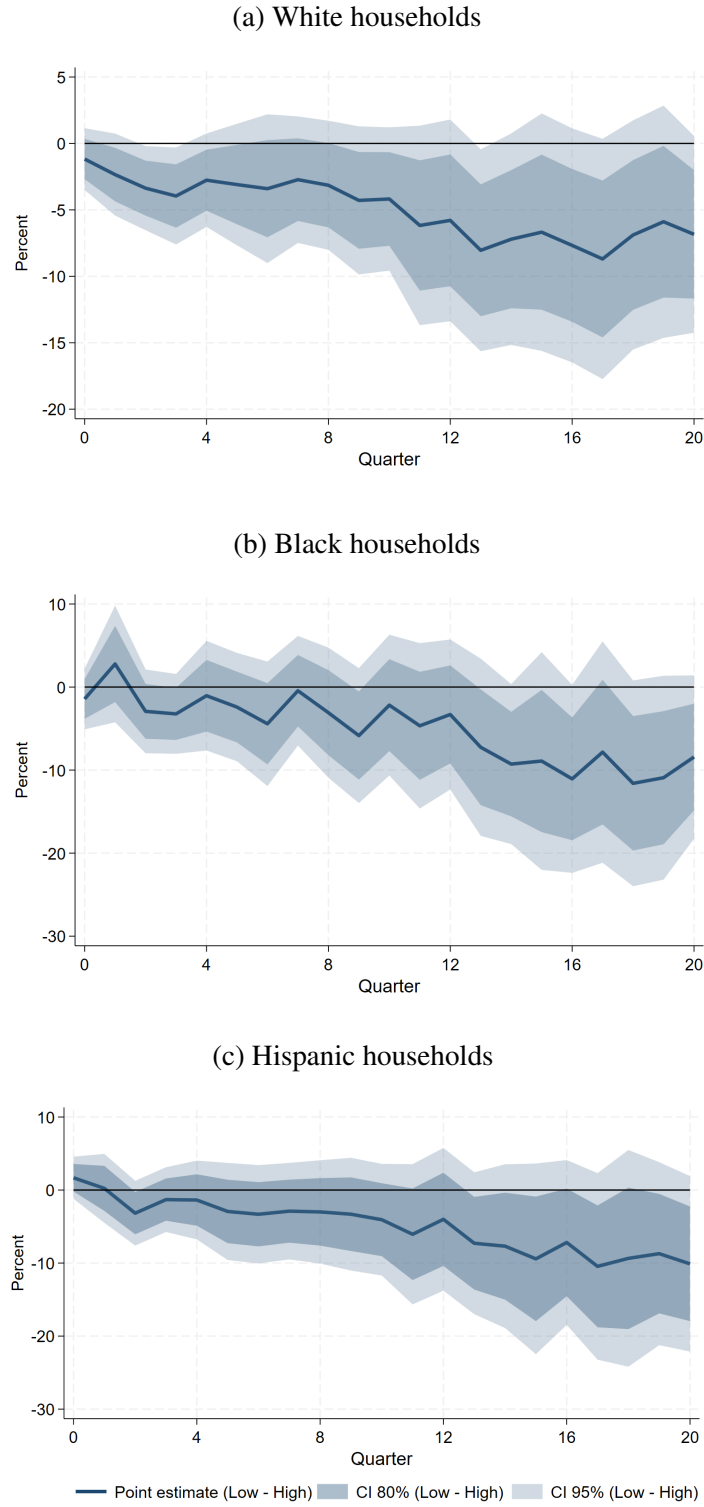 (a) White households
5
0
-5
-10
-15
-20
Percent
0 4 8 12 16 20
Quarter
(b) Black households
10
0
-10
-20
-30
Percent
0 4 8 12 16 20
Quarter
(c) Hispanic households
10
0
-10
-20
-30
Percent
0 4 8 12 16 20
Quarter
Point estimate (Low - High) CI 80% (Low - High) CI 95% (Low - High)